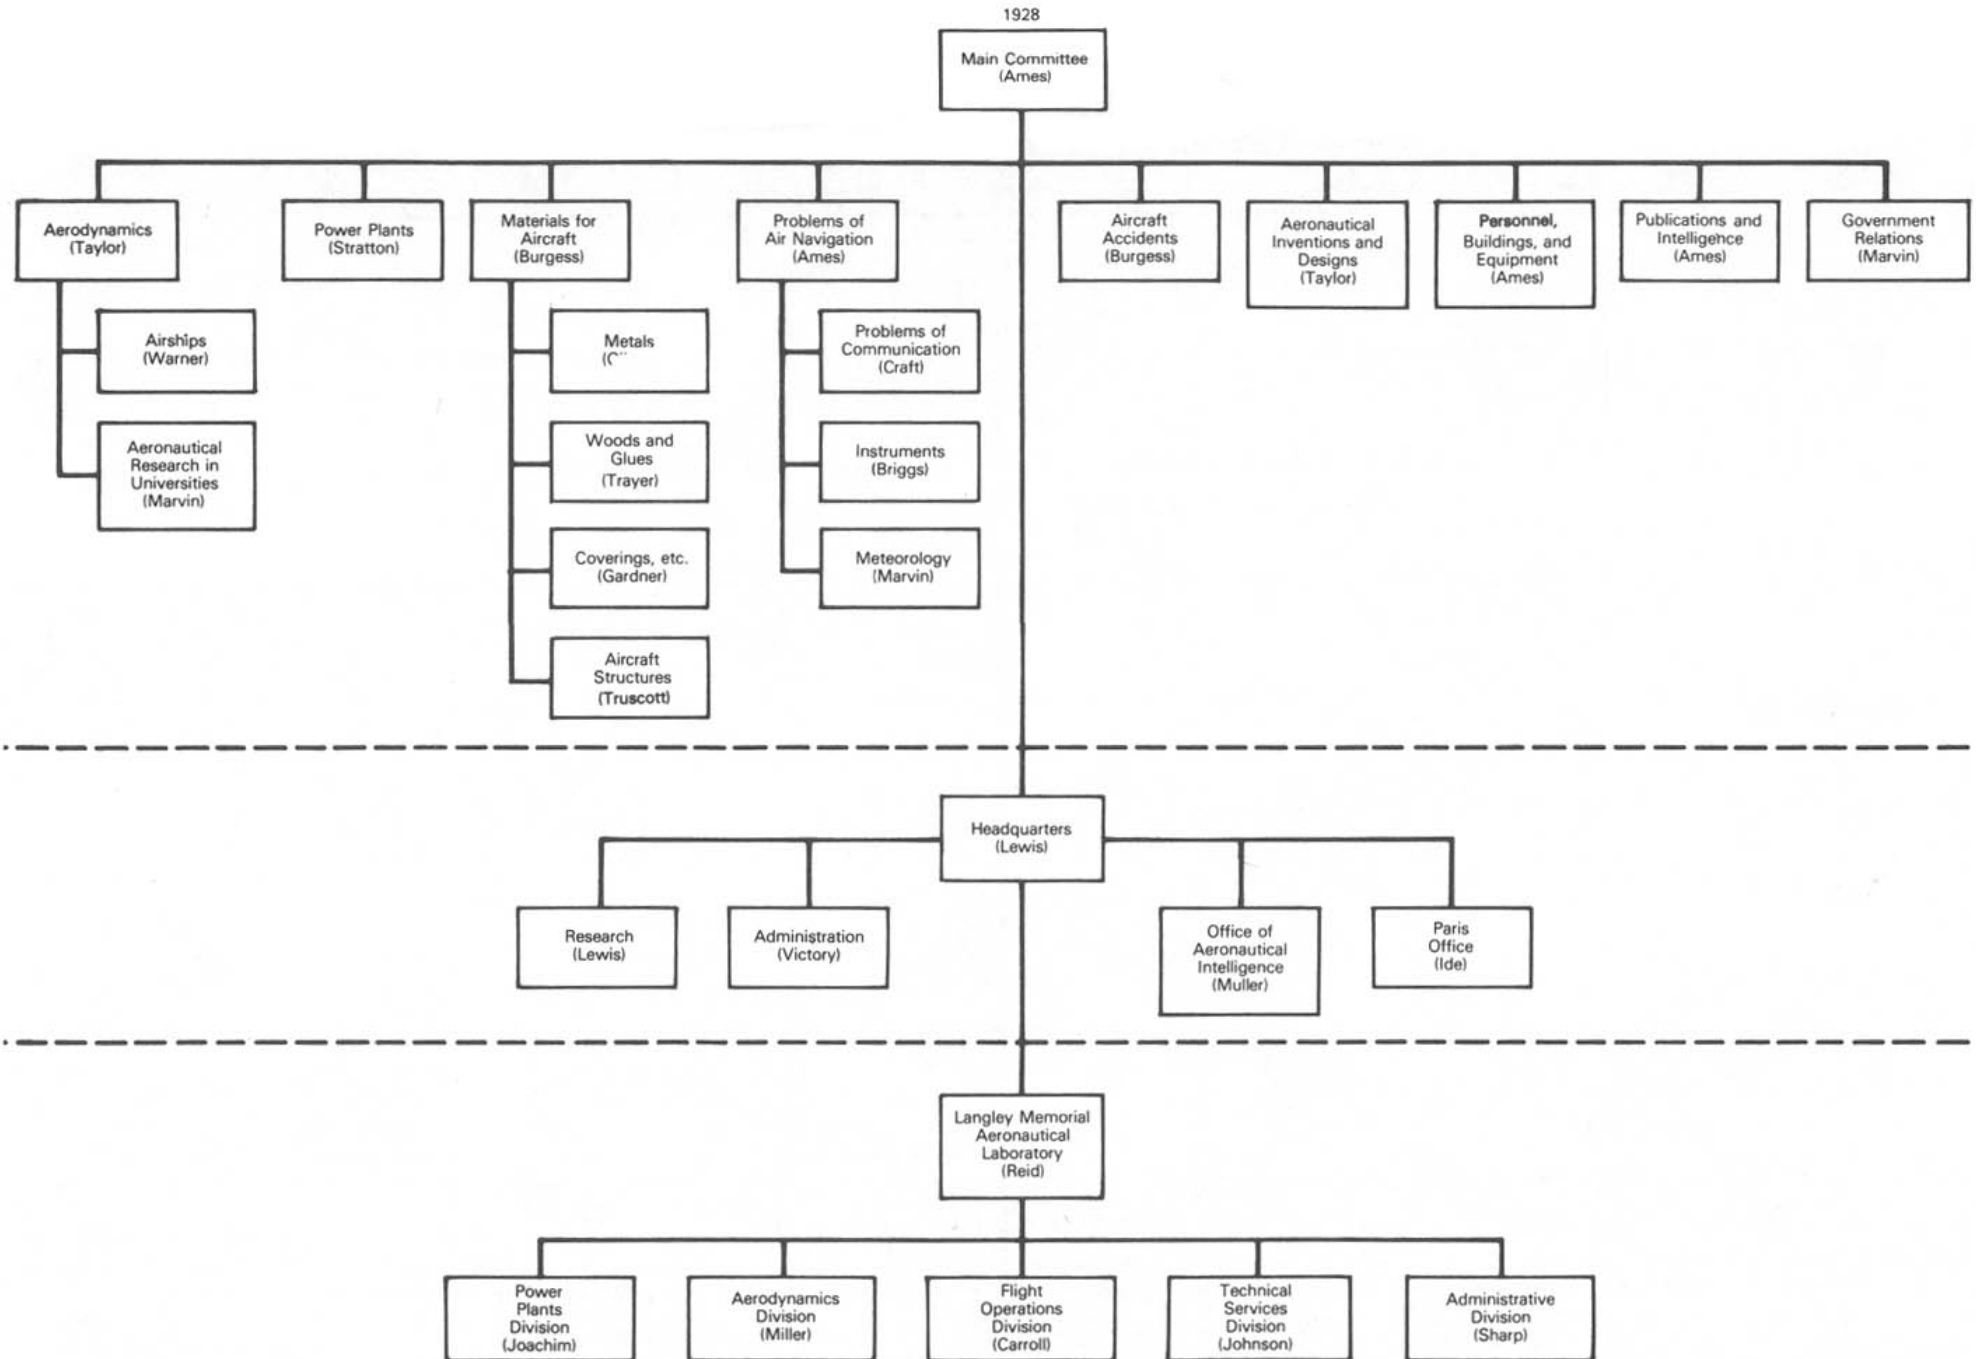 1928
Main Committee
(Ames)
Aerodynamics
(Taylor)
Power Plants
(Stratton)
Materials for
Aircraft
(Burgess)
Problems of
Air Navigation
(Ames)
Aircraft
Accidents
(Burgess)
Aeronautical
Inventions and
Designs
(Taylor)
Personnel,
Buildings, and
Equipment
(Ames)
Publications and
Intelligence
(Ames)
Government
Relations
(Marvin)
Airships
(Warner)
Aeronautical
Research in
Universities
(Marvin)
Metals
Woods and
Glues
(Trayer)
Coverings, etc.
(Gardner)
Aircraft
Structures
(Truscott)
Problems of
Communication
(Craft)
Instruments
(Briggs)
Meteorology
(Marvin)
Headquarters
(Lewis)
Research
(Lewis)
Administration
(Victory)
Office of
Aeronautical
Intelligence
(Muller)
Paris
Office
(Ide)
Langley Memorial
Aeronautical
Laboratory
(Reid)
Power
Plants
Division
(Joachim)
Aerodynamics
Division
(Miller)
Flight
Operations
Division
(Carroll)
Technical
Services
Division
(Johnson)
Administrative
Division
(Sharp)